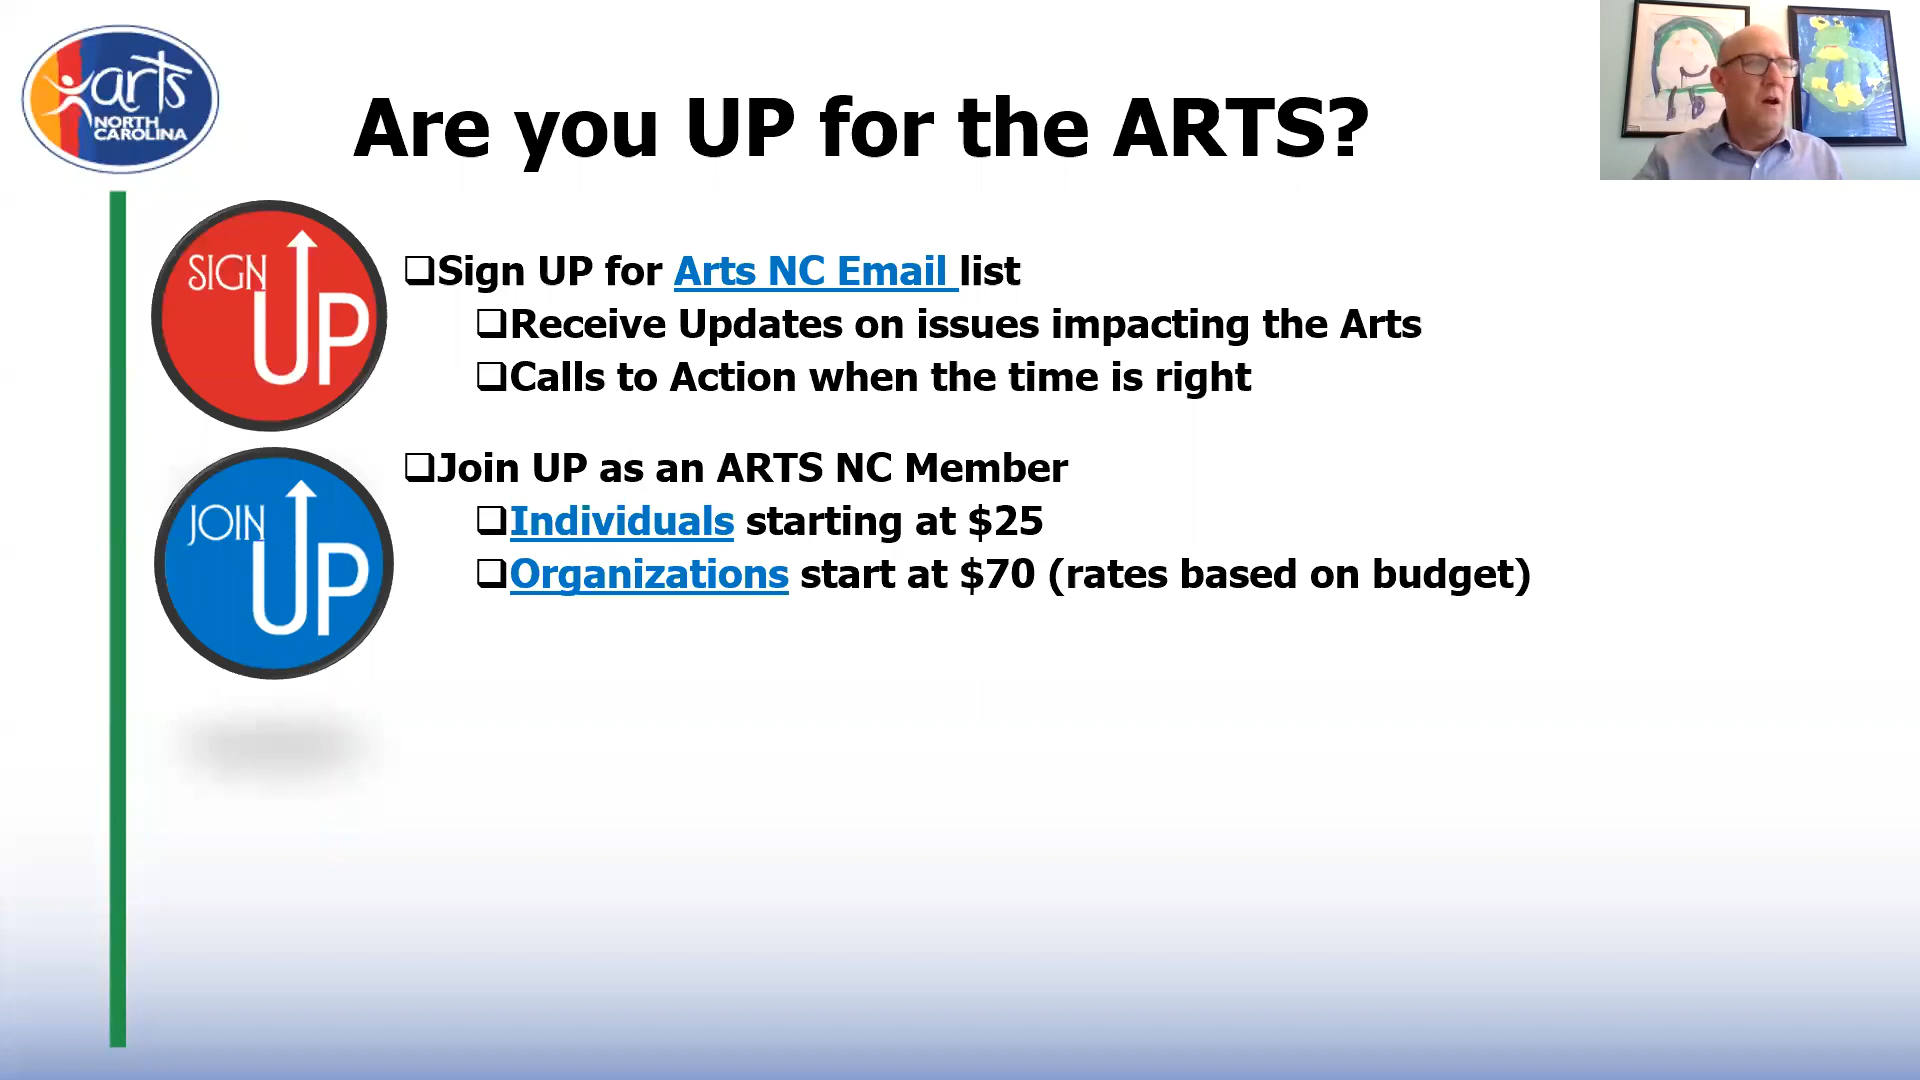 arts
NORTH
CAROLINA
Are you UP for the ARTS?
SIGN
UP
Sign UP for Arts NC Email list
Receive Updates on issues impacting the Arts
Calls to Action when the time is right
JOIN
UP
Join UP as an ARTS NC Member
Individuals starting at $25
Organizations start at $70 (rates based on budget)